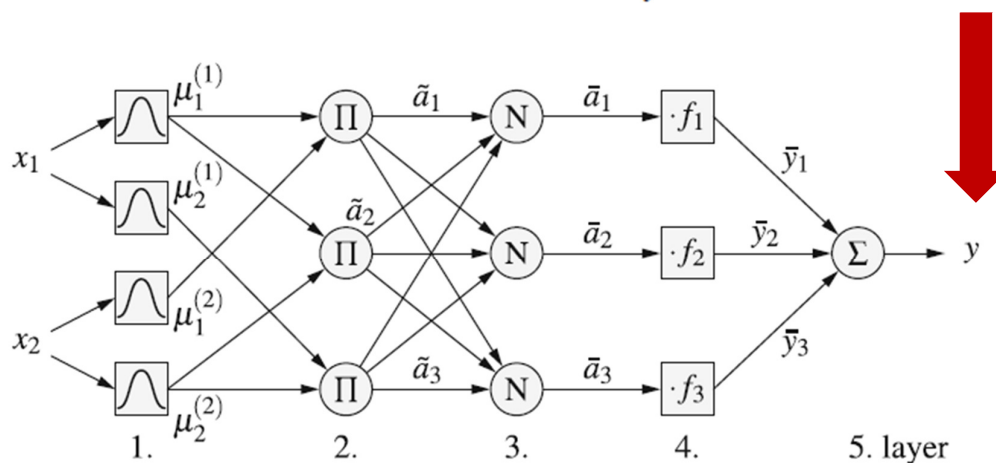 μ₁⁽¹⁾ Π ã₁ N ā₁ ·f₁
x₁ ȳ₁
μ₂⁽¹⁾
ã₂ Π N ā₂ ·f₂ ȳ₂ Σ y
μ₁⁽²⁾
x₂ ȳ₃
Π ã₃ N ā₃ ·f₃
μ₂⁽²⁾
1. 2. 3. 4. 5. layer